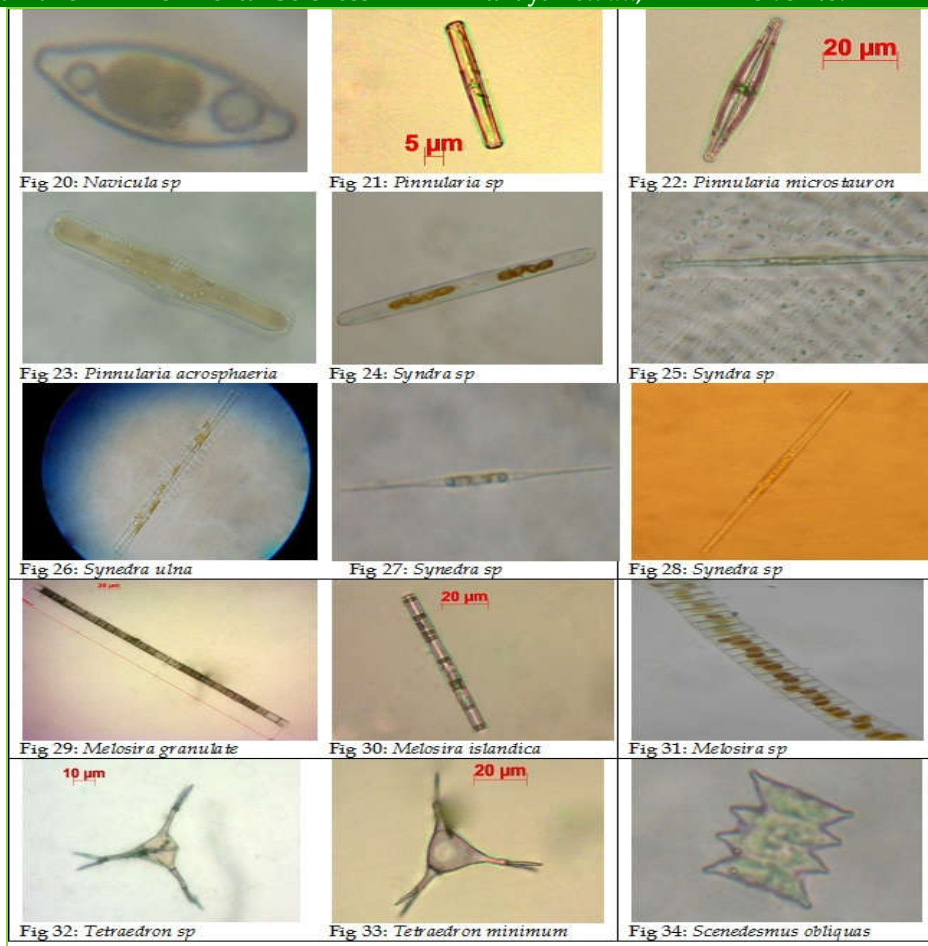 20 µm
5 µm
Fig 20: Navicula sp
Fig 21: Pinnularia sp
Fig 22: Pinnularia microstauron
Fig 23: Pinnularia acrosphaeria
Fig 24: Syndra sp
Fig 25: Syndra sp
Fig 26: Synedra ulna
Fig 27: Synedra sp
Fig 28: Synedra sp
20 µm
Fig 29: Melosira granulate
Fig 30: Melosira islandica
Fig 31: Melosira sp
10 µm
20 µm
Fig 32: Tetraedron sp
Fig 33: Tetraedron minimum
Fig 34: Scenedesmus obliquas